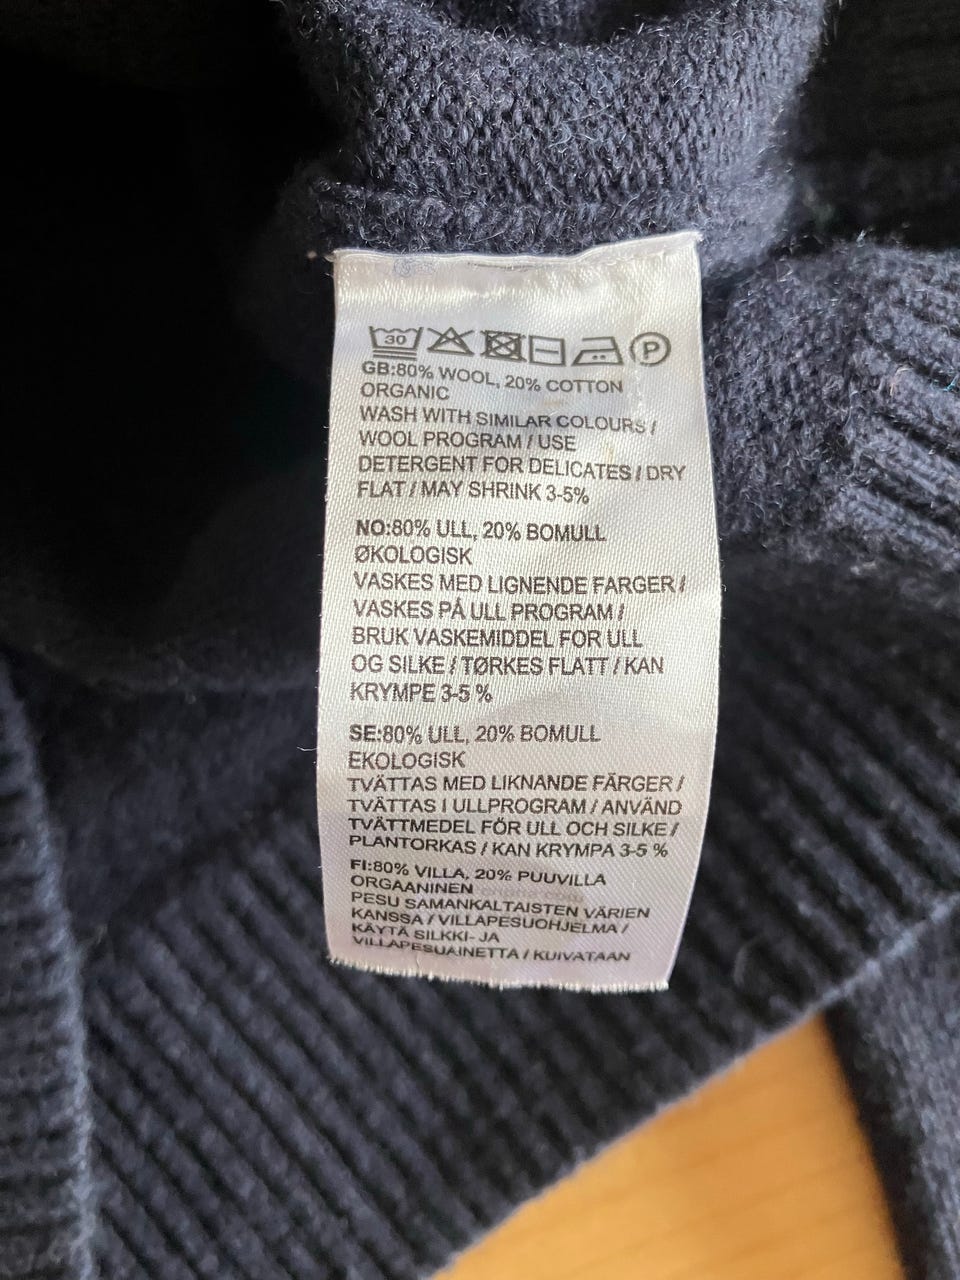 30 P
GB:80% WOOL, 20% COTTON
ORGANIC
WASH WITH SIMILAR COLOURS /
WOOL PROGRAM / USE
DETERGENT FOR DELICATES / DRY
FLAT / MAY SHRINK 3-5%
NO:80% ULL, 20% BOMULL
ØKOLOGISK
VASKES MED LIGNENDE FARGER /
VASKES PÅ ULL PROGRAM /
BRUK VASKEMIDDEL FOR ULL
OG SILKE / TØRKES FLATT / KAN
KRYMPE 3-5 %
SE:80% ULL, 20% BOMULL
EKOLOGISK
TVÄTTAS MED LIKNANDE FÄRGER /
TVÄTTAS I ULLPROGRAM / ANVÄND
TVÄTTMEDEL FÖR ULL OCH SILKE /
PLANTORKAS / KAN KRYMPA 3-5 %
FI:80% VILLA, 20% PUUVILLA
ORGAANINEN
PESU SAMANKALTAISTEN VÄRIEN
KANSSA / VILLAPESUOHJELMA /
KÄYTÄ SILKKI- JA
VILLAPESUAINETTA / KUIVATAAN